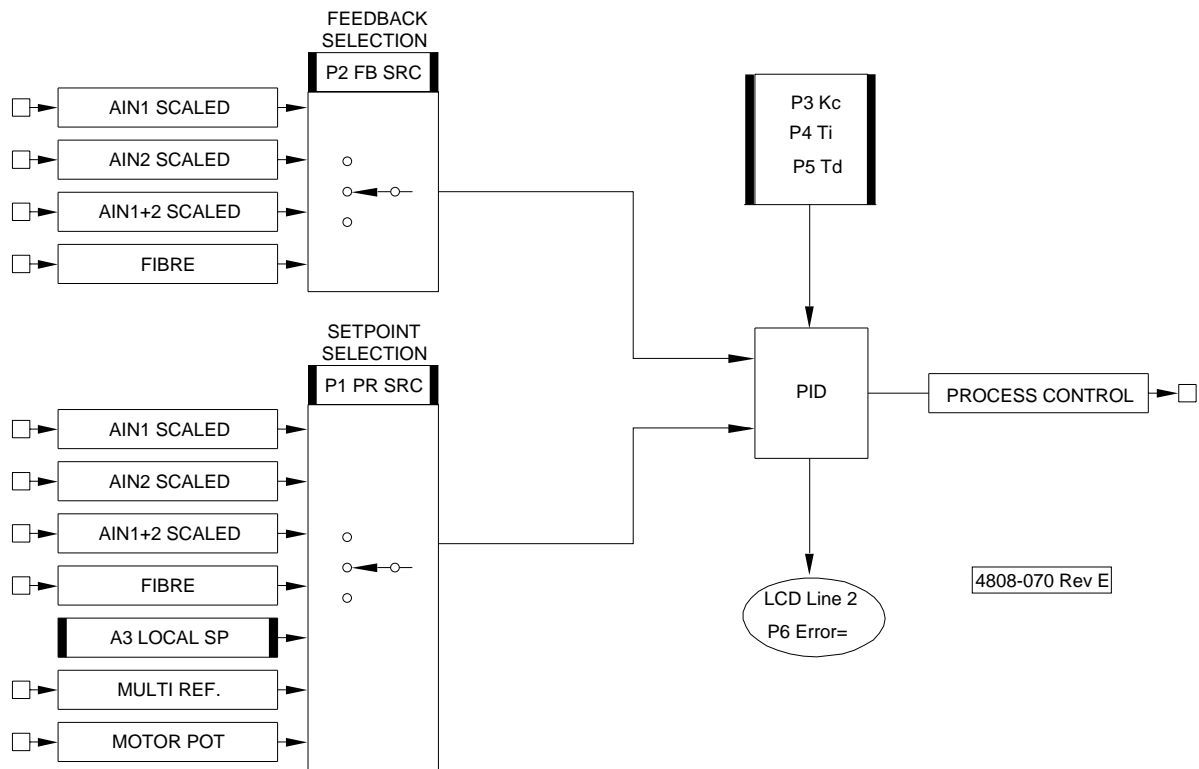 FEEDBACK
SELECTION
P2 FB SRC
AIN1 SCALED
AIN2 SCALED
AIN1+2 SCALED
FIBRE
P3 Kc
P4 Ti
P5 Td
SETPOINT
SELECTION
P1 PR SRC
AIN1 SCALED
AIN2 SCALED
AIN1+2 SCALED
FIBRE
A3 LOCAL SP
MULTI REF.
MOTOR POT
PID
PROCESS CONTROL
LCD Line 2
P6 Error=
4808-070 Rev E